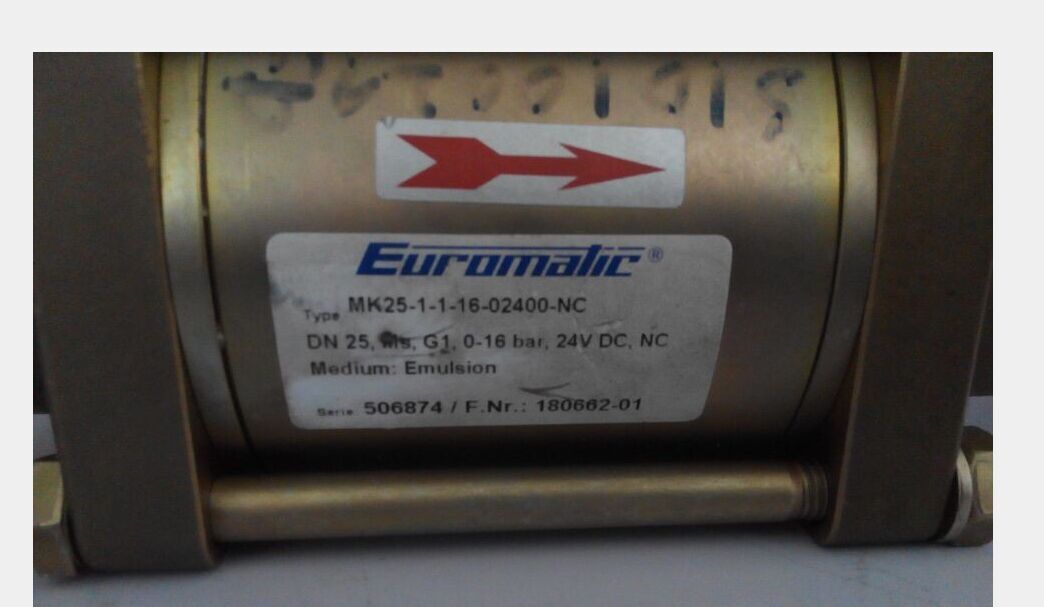 Euromatic®
Type MK25-1-1-16-02400-NC
DN 25, Ms, G1, 0-16 bar, 24V DC, NC
Medium: Emulsion
Serie 506874 / F.Nr.: 180662-01